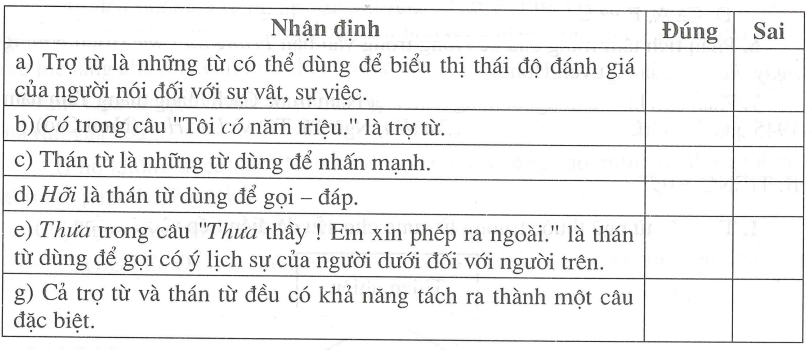 Nhận định Đúng Sai
a) Trợ từ là những từ có thể dùng để biểu thị thái độ đánh giá
của người nói đối với sự vật, sự việc.
b) Có trong câu "Tôi có năm triệu." là trợ từ.
c) Thán từ là những từ dùng để nhấn mạnh.
d) Hỡi là thán từ dùng để gọi – đáp.
e) Thưa trong câu "Thưa thầy ! Em xin phép ra ngoài." là thán
từ dùng để gọi có ý lịch sự của người dưới đối với người trên.
g) Cả trợ từ và thán từ đều có khả năng tách ra thành một câu
đặc biệt.